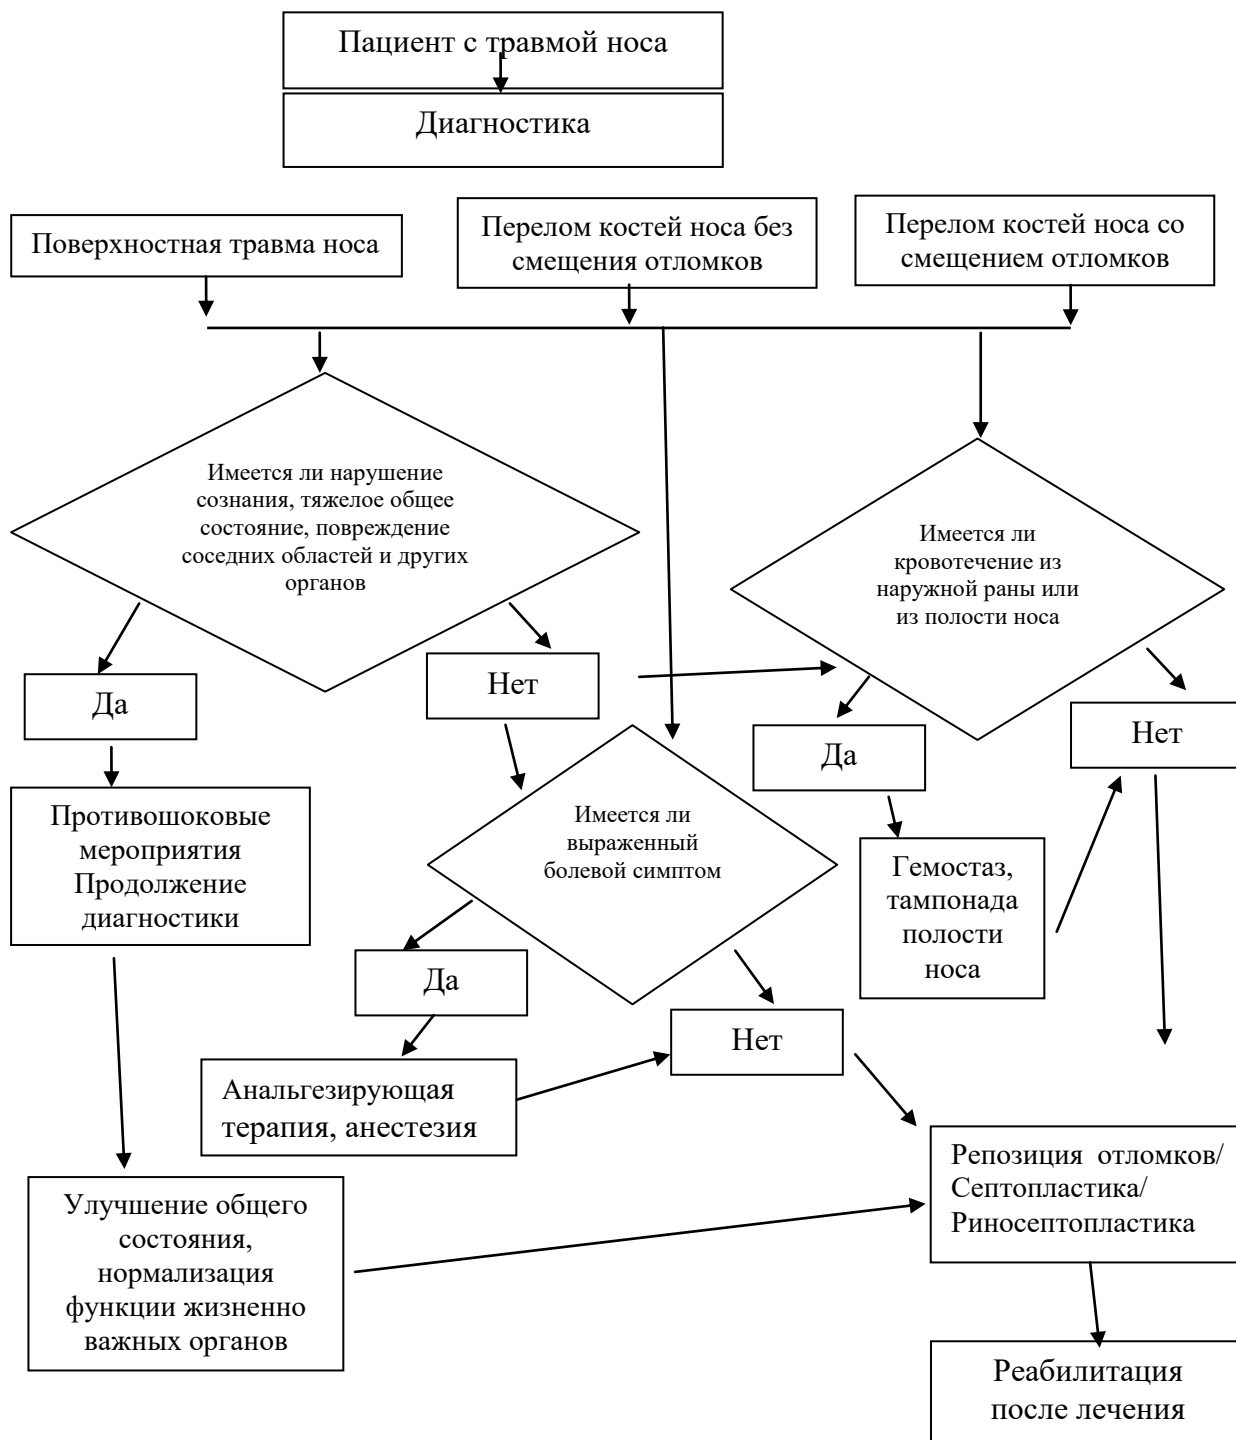 Пациент с травмой носа
Диагностика
Поверхностная травма носа
Перелом костей носа без
смещения отломков
Перелом костей носа со
смещением отломков
Имеется ли нарушение
сознания, тяжелое общее
состояние, повреждение
соседних областей и других
органов
Имеется ли
кровотечение из
наружной раны или
из полости носа
Да
Нет
Да
Нет
Противошоковые
мероприятия
Продолжение
диагностики
Имеется ли
выраженный
болевой симптом
Гемостаз,
тампонада
полости
носа
Да
Нет
Анальгезирующая
терапия, анестезия
Репозиция отломков/
Септопластика/
Риносептопластика
Улучшение общего
состояния,
нормализация
функции жизненно
важных органов
Реабилитация
после лечения